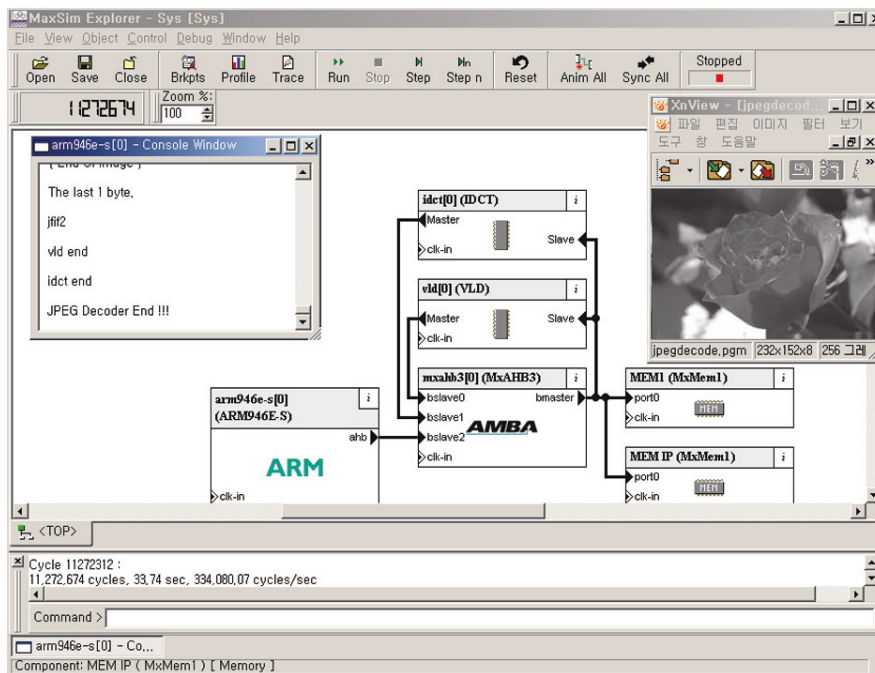 MaxSim Explorer - Sys [Sys]
File View Object Control Debug Window Help
Open Save Close Brkpts Profile Trace Run Stop Step Step n Reset Anim All Sync All Stopped
11272674
Zoom %:
100
arm946e-s[0] - Console Window
( End Of Image )
The last 1 byte,
jfif2
vld end
idct end
JPEG Decoder End !!!
XnView - [jpegdecod...
파일 편집 이미지 필터 보기
도구 창 도움말
jpegdecode,pgm 232x152x8 256 그레
idct[0] (IDCT) i
Master
Slave
clk-in
vld[0] (VLD) i
Master
Slave
clk-in
mxahb3[0] (MxAHB3) i
bslave0 bmaster
bslave1
bslave2
clk-in
AMBA
arm946e-s[0] i
(ARM946E-S)
ahb
ARM
clk-in
MEM1 (MxMem1) i
port0
clk-in
MEM
MEM IP (MxMem1) i
port0
clk-in
MEM
<TOP>
Cycle 11272312 :
11,272,674 cycles, 33,74 sec, 334,080,07 cycles/sec
Command >
arm946e-s[0] - Co...
Component: MEM IP ( MxMem1 ) [ Memory ]